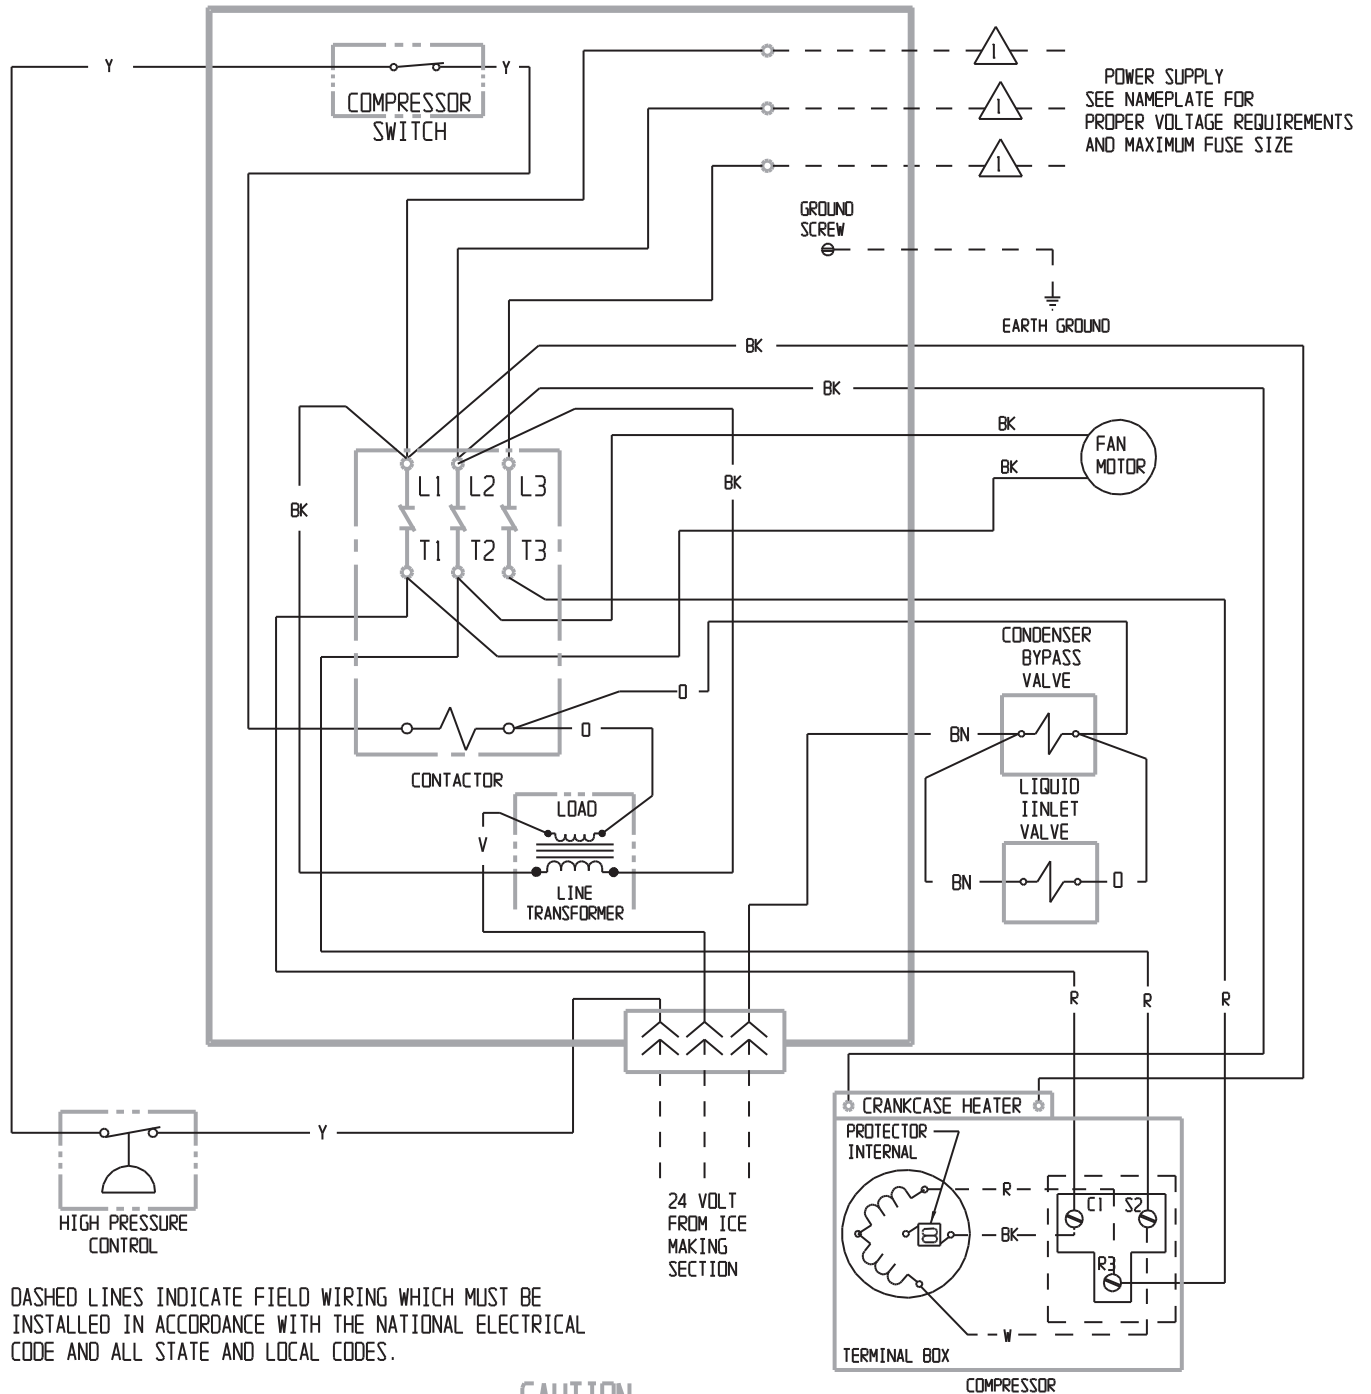 Y
Y
COMPRESSOR
SWITCH
1
1
1
POWER SUPPLY
SEE NAMEPLATE FOR
PROPER VOLTAGE REQUIREMENTS
AND MAXIMUM FUSE SIZE
GROUND
SCREW
EARTH GROUND
BK
BK
BK
BK
FAN
MOTOR
BK
BK
L1
L2
L3
T1
T2
T3
CONDENSER
BYPASS
VALVE
O
O
BN
CONTACTOR
LIQUID
IINLET
VALVE
LOAD
V
BN
O
LINE
TRANSFORMER
R
R
R
CRANKCASE HEATER
Y
PROTECTOR
INTERNAL
R
C1
S2
BK
R3
W
24 VOLT
FROM ICE
MAKING
SECTION
HIGH PRESSURE
CONTROL
DASHED LINES INDICATE FIELD WIRING WHICH MUST BE
INSTALLED IN ACCORDANCE WITH THE NATIONAL ELECTRICAL
CODE AND ALL STATE AND LOCAL CODES.
TERMINAL BOX
COMPRESSOR
CAUTION